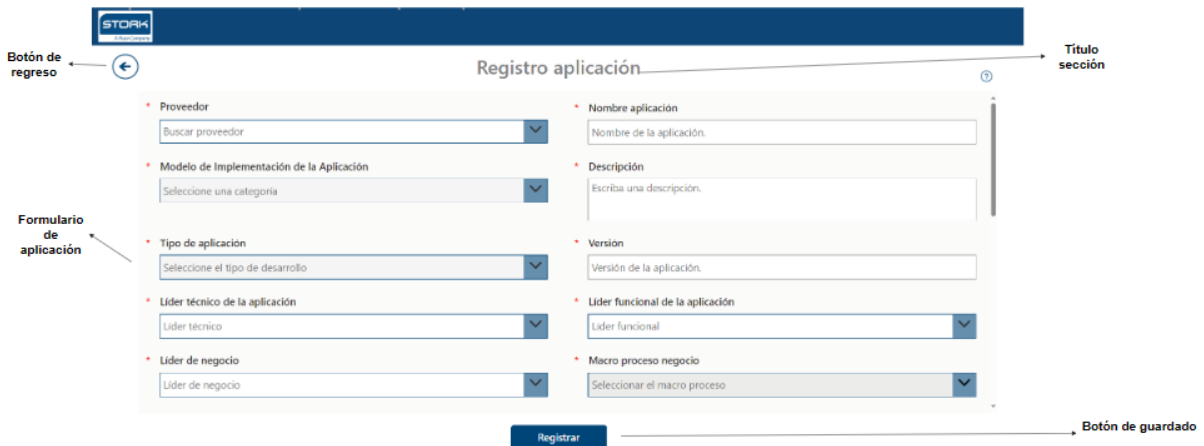 STORK
A Fluor Company
Botón de
regreso
Registro aplicación
Título
sección
* Proveedor
Buscar proveedor
* Nombre aplicación
Nombre de la aplicación.
* Modelo de Implementación de la Aplicación
Seleccione una categoría
* Descripción
Escriba una descripción.
Formulario
de
aplicación
* Tipo de aplicación
Seleccione el tipo de desarrollo
* Versión
Versión de la aplicación.
* Líder técnico de la aplicación
Líder técnico
* Líder funcional de la aplicación
Líder funcional
* Líder de negocio
Líder de negocio
* Macro proceso negocio
Seleccionar el macro proceso
Registrar
Botón de guardado